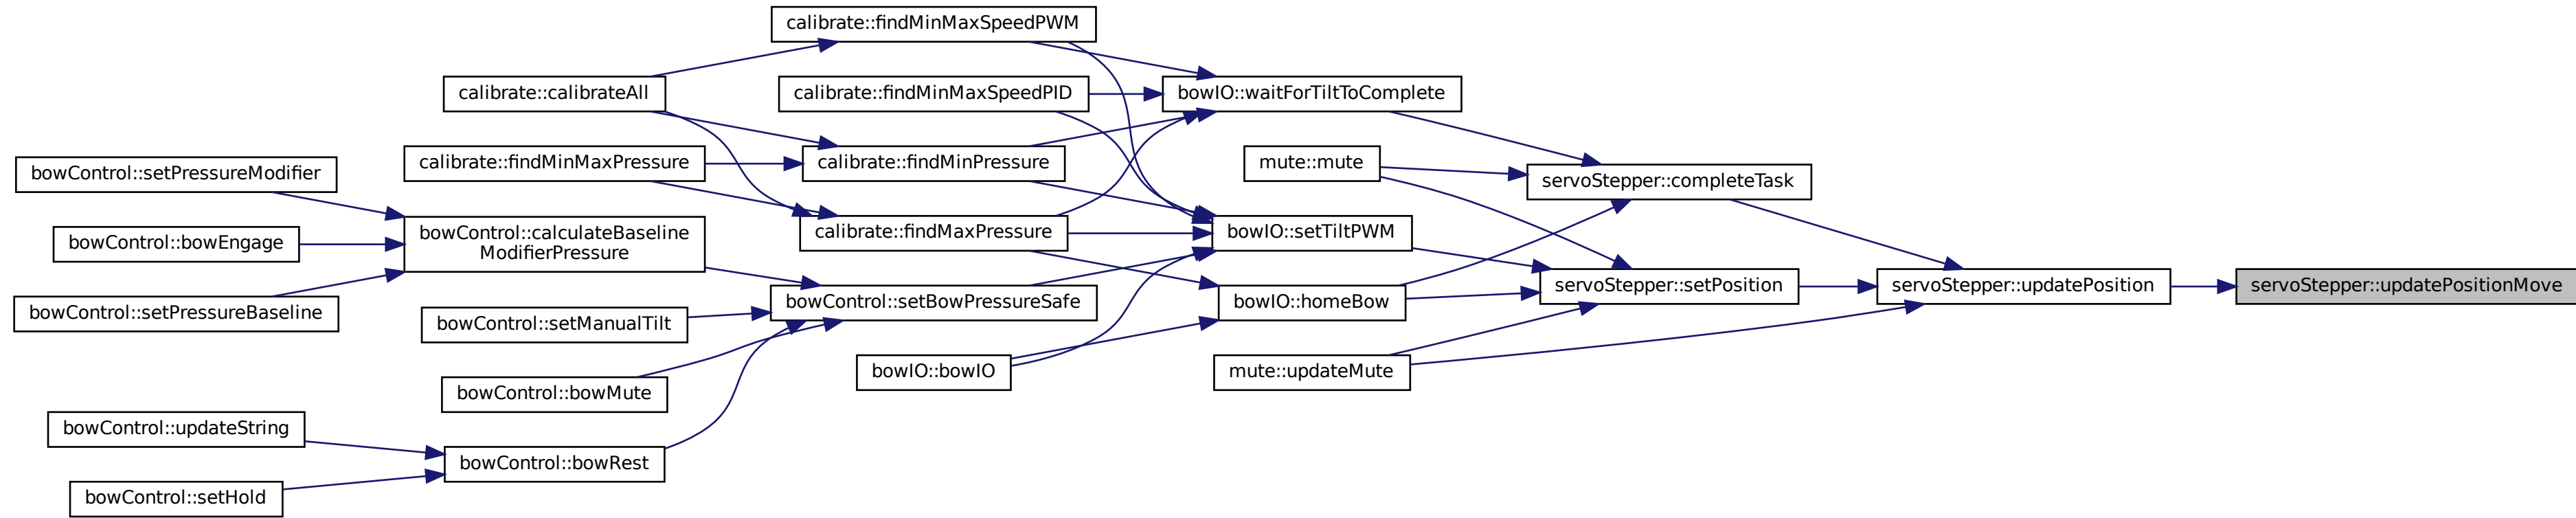 calibrate::findMinMaxSpeedPWM
calibrate::calibrateAll
calibrate::findMinMaxSpeedPID
bowIO::waitForTiltToComplete
calibrate::findMinMaxPressure
calibrate::findMinPressure
mute::mute
bowControl::setPressureModifier
servoStepper::completeTask
bowControl::bowEngage
bowControl::calculateBaseline
ModifierPressure
calibrate::findMaxPressure
bowIO::setTiltPWM
servoStepper::setPosition
servoStepper::updatePosition
servoStepper::updatePositionMove
bowControl::setPressureBaseline
bowControl::setBowPressureSafe
bowIO::homeBow
bowControl::setManualTilt
bowIO::bowIO
mute::updateMute
bowControl::bowMute
bowControl::updateString
bowControl::bowRest
bowControl::setHold